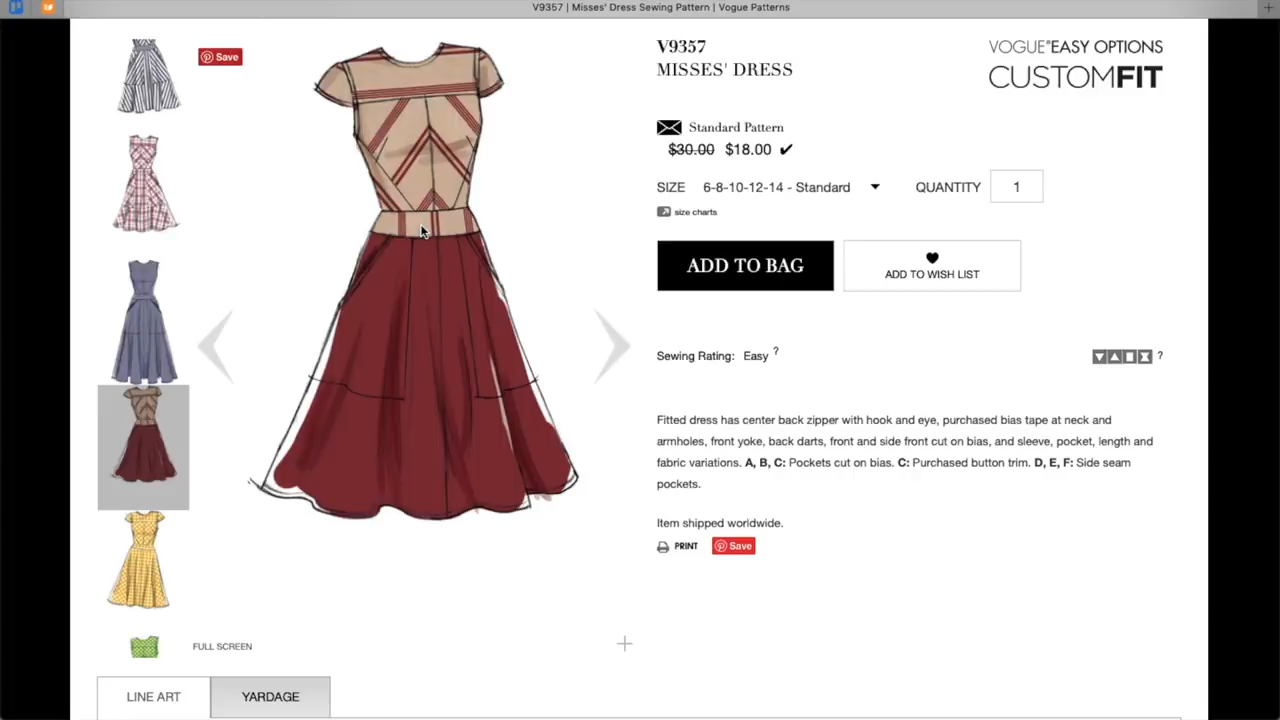 V9357 | Misses' Dress Sewing Pattern | Vogue Patterns
Save
V9357
MISSES' DRESS
VOGUE®EASY OPTIONS
CUSTOMFIT
Standard Pattern
$30.00 $18.00 ✔
SIZE 6-8-10-12-14 - Standard
QUANTITY 1
size charts
ADD TO BAG
ADD TO WISH LIST
Sewing Rating: Easy ?
?
Fitted dress has center back zipper with hook and eye, purchased bias tape at neck and
armholes, front yoke, back darts, front and side front cut on bias, and sleeve, pocket, length and
fabric variations. A, B, C: Pockets cut on bias. C: Purchased button trim. D, E, F: Side seam
pockets.
Item shipped worldwide.
PRINT Save
FULL SCREEN
LINE ART
YARDAGE